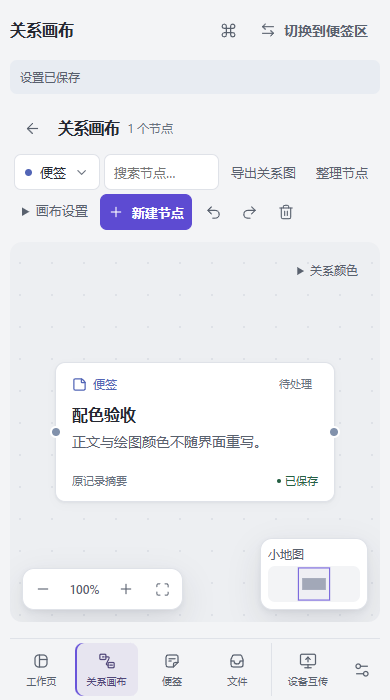 关系画布
切换到便签区
设置已保存
关系画布 1 个节点
便签
搜索节点...
导出关系图
整理节点
画布设置
新建节点
关系颜色
便签
待处理
配色验收
正文与绘图颜色不随界面重写。
原记录摘要
已保存
小地图
100%
工作页
关系画布
便签
文件
设备互传